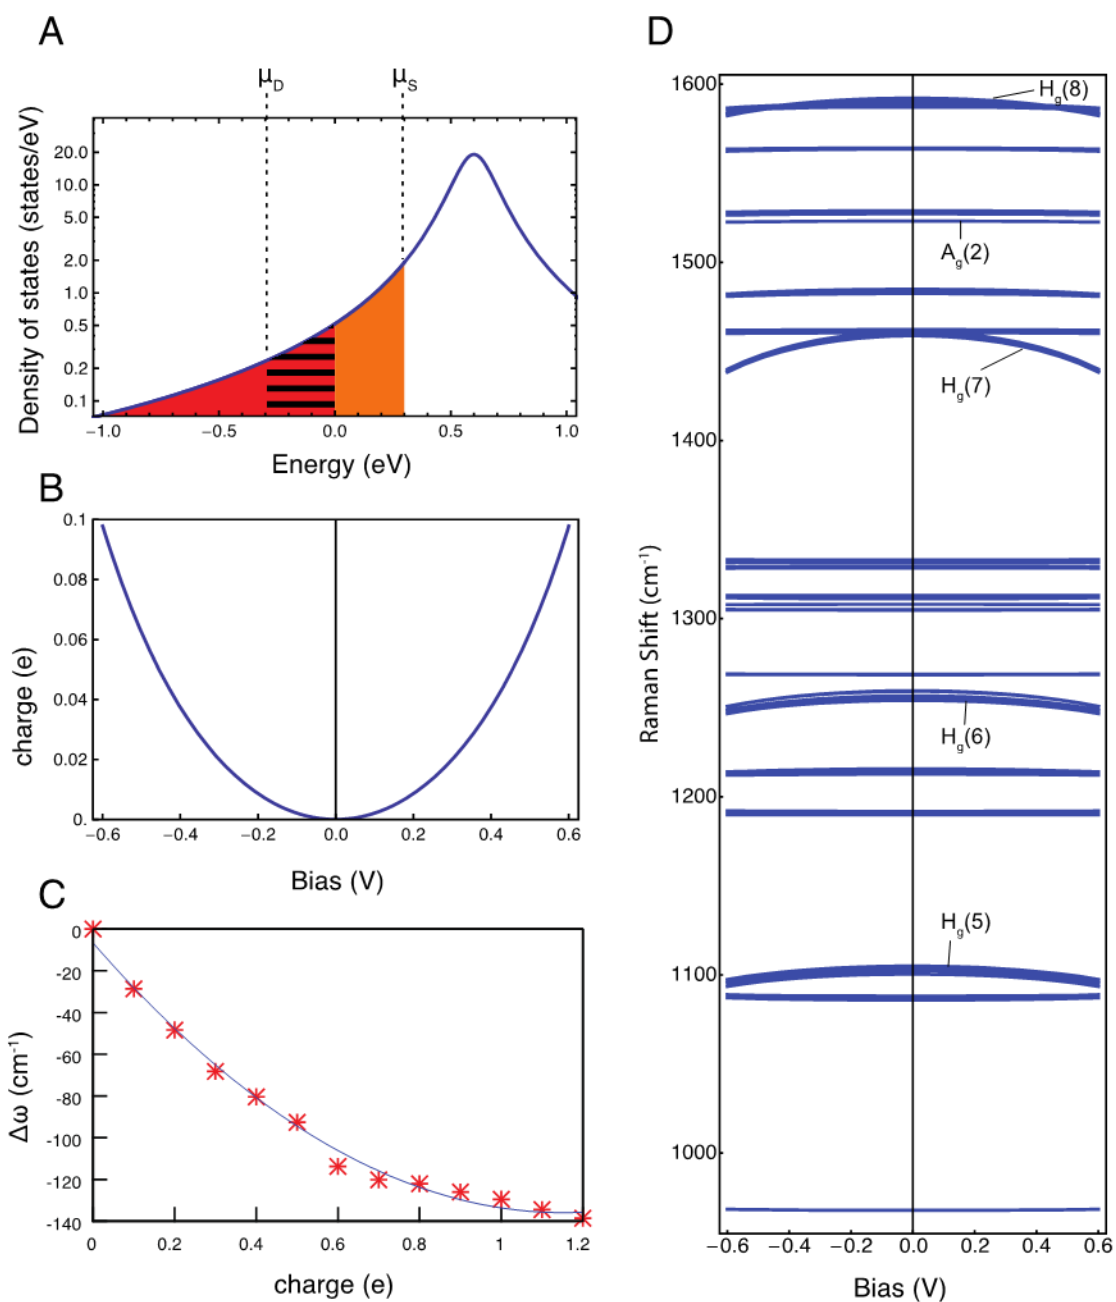 A
μD
μS
Density of states (states/eV)
20.0
10.0
5.0
2.0
1.0
0.5
0.2
0.1
−1.0 −0.5 0.0 0.5 1.0
Energy (eV)
B
charge (e)
0.1
0.08
0.06
0.04
0.02
0.
−0.6 −0.4 −0.2 0.0 0.2 0.4 0.6
Bias (V)
C
Δω (cm-1)
0
-20
-40
-60
-80
-100
-120
-140
0 0.2 0.4 0.6 0.8 1 1.2
charge (e)
D
Raman Shift (cm-1)
1600
1500
1400
1300
1200
1100
1000
Hg(8)
Ag(2)
Hg(7)
Hg(6)
Hg(5)
−0.6 −0.4 −0.2 0.0 0.2 0.4 0.6
Bias (V)